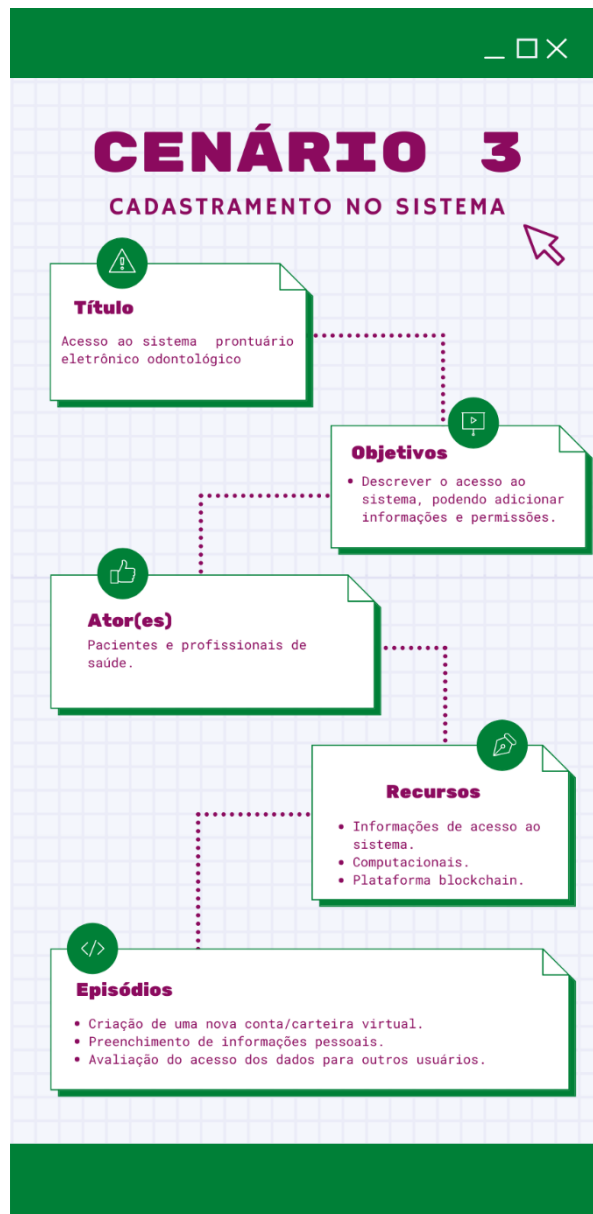 CENÁRIO 3
CADASTRAMENTO NO SISTEMA
Título
Acesso ao sistema prontuário
eletrônico odontológico
Objetivos
• Descrever o acesso ao
sistema, podendo adicionar
informações e permissões.
Ator(es)
Pacientes e profissionais de
saúde.
Recursos
• Informações de acesso ao
sistema.
• Computacionais.
• Plataforma blockchain.
</>
Episódios
• Criação de uma nova conta/carteira virtual.
• Preenchimento de informações pessoais.
• Avaliação do acesso dos dados para outros usuários.